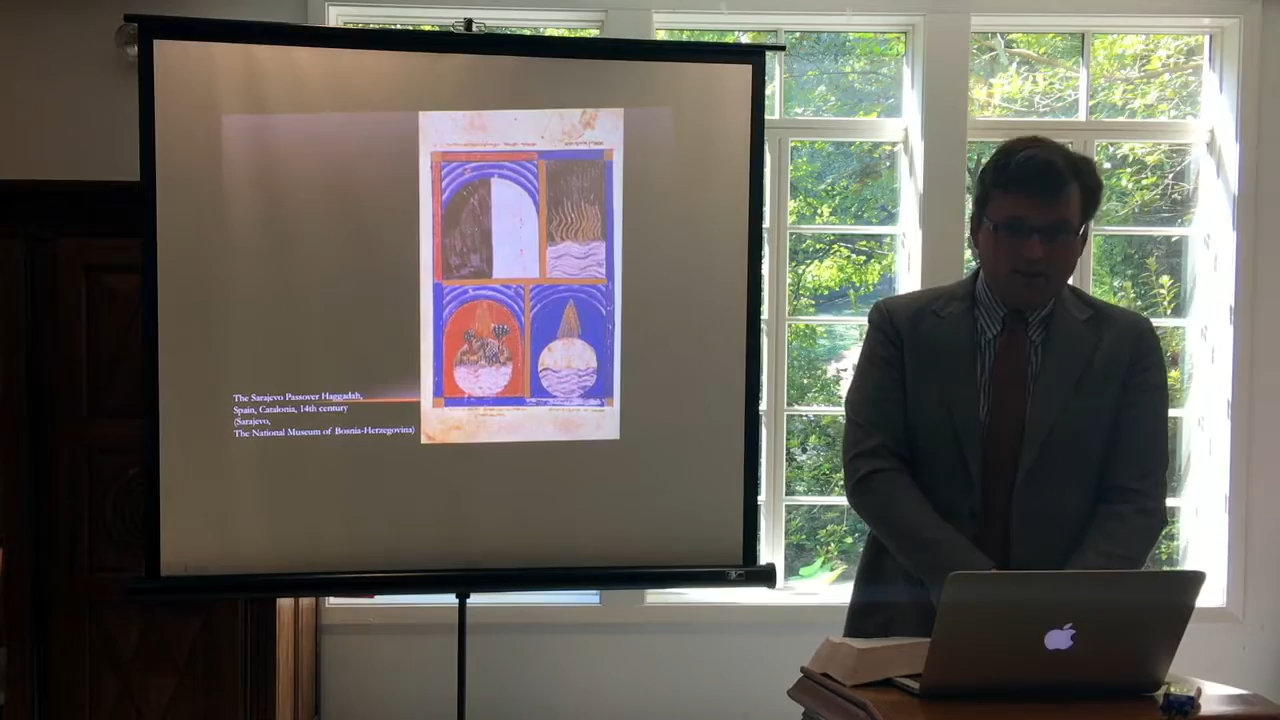 The Sarajevo Passover Haggadah,
Spain, Catalonia, 14th century
(Sarajevo,
The National Museum of Bosnia-Herzegovina)